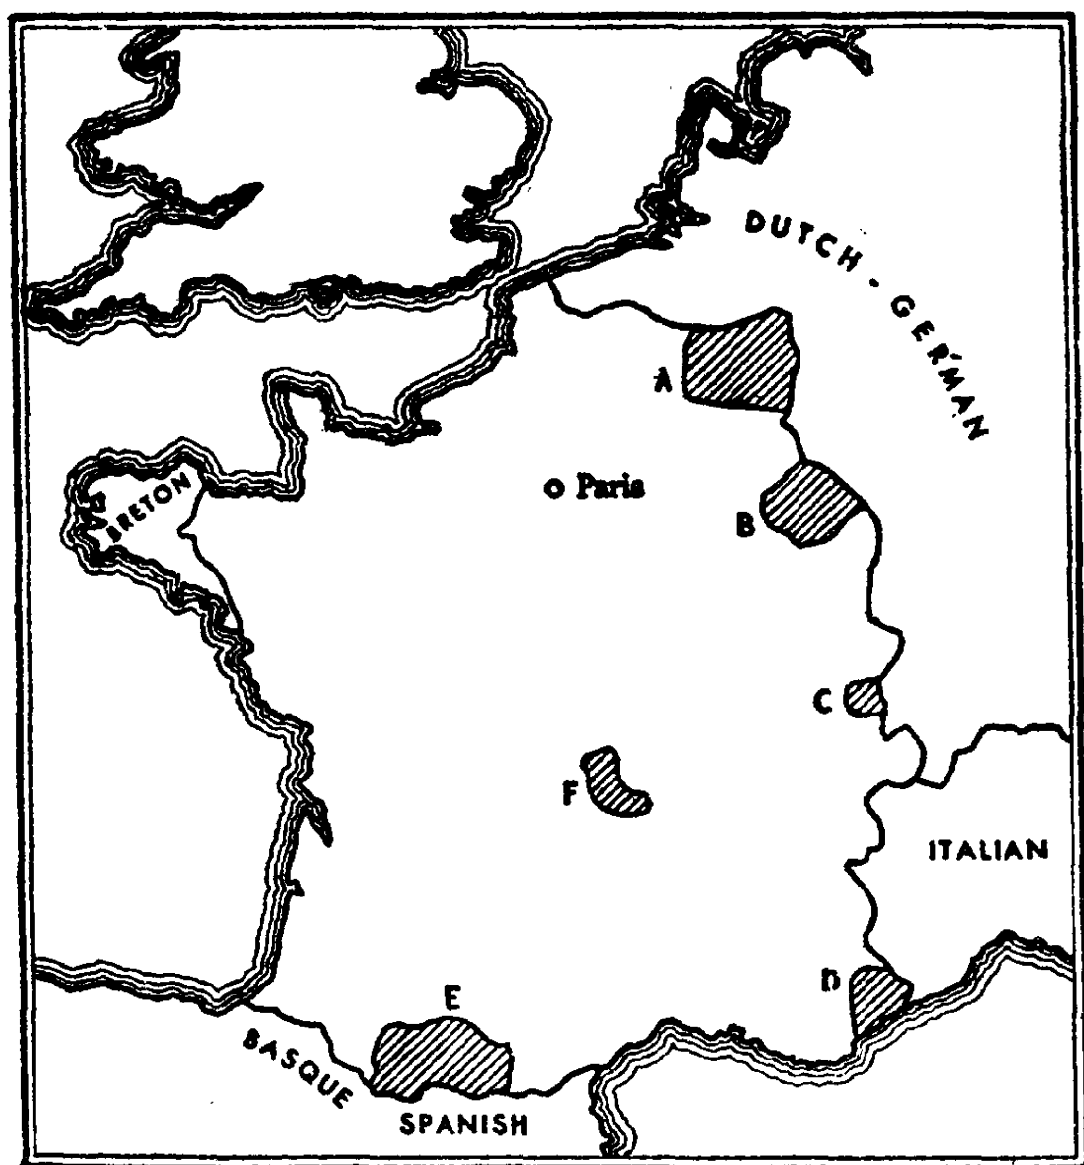 DUTCH - GERMAN
A
BRETON
Paris
B
C
F
ITALIAN
D
E
BASQUE
SPANISH